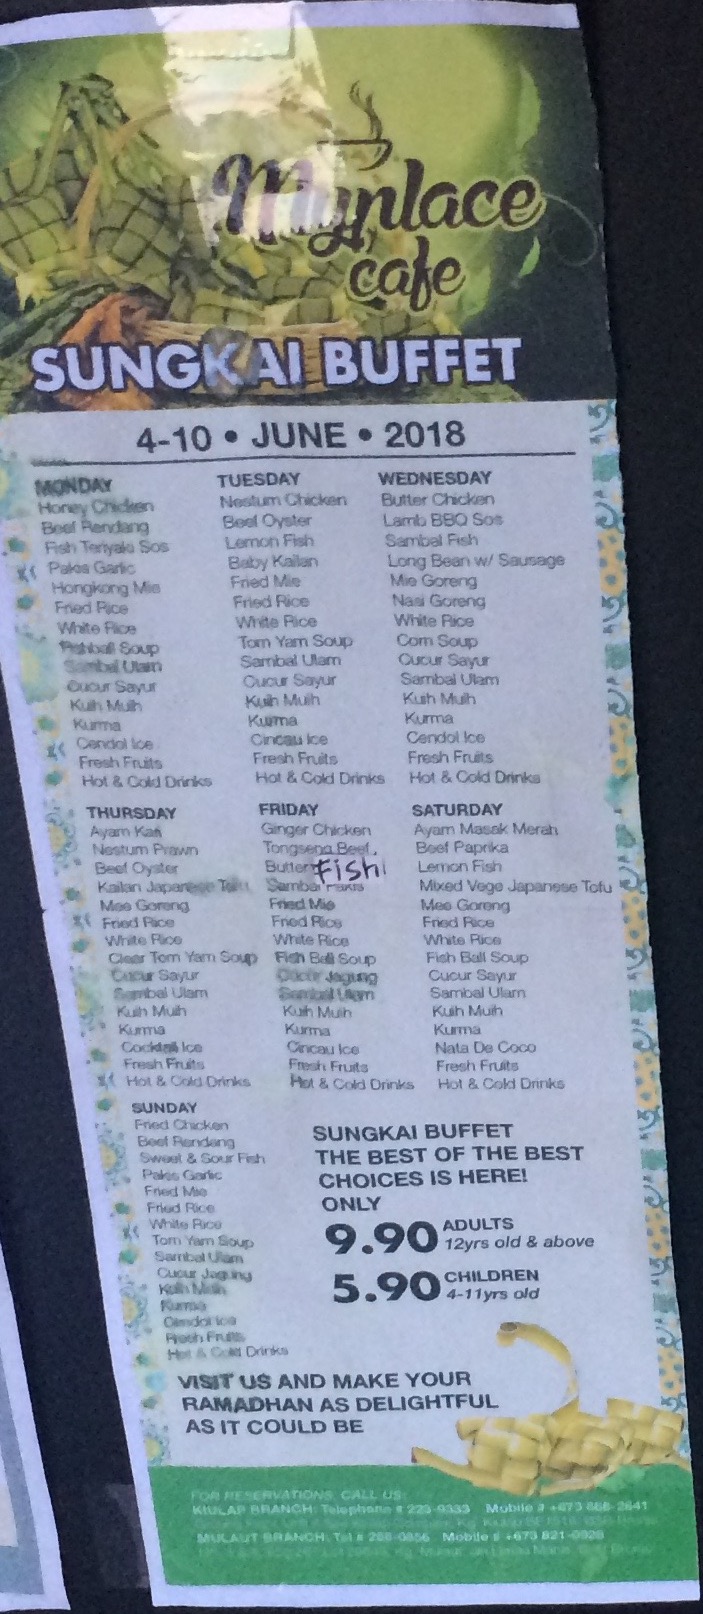 Mynlace
cafe
SUNGKAI BUFFET
4-10 • JUNE • 2018
MONDAY
Honey Chicken
Beef Rendang
Fish Teriyaki Sos
Pakis Garlic
Hongkong Mie
Fried Rice
White Rice
Fishball Soup
Sambal Ulam
Cucur Sayur
Kuih Muih
Kurma
Cendol Ice
Fresh Fruits
Hot & Cold Drinks
TUESDAY
Nestum Chicken
Beef Oyster
Lemon Fish
Baby Kailan
Fried Mie
Fried Rice
White Rice
Tom Yam Soup
Sambal Ulam
Cucur Sayur
Kuih Muih
Kurma
Cincau Ice
Fresh Fruits
Hot & Cold Drinks
WEDNESDAY
Butter Chicken
Lamb BBQ Sos
Sambal Fish
Long Bean w/ Sausage
Mie Goreng
Nasi Goreng
White Rice
Corn Soup
Cucur Sayur
Sambal Ulam
Kuih Muih
Kurma
Cendol Ice
Fresh Fruits
Hot & Cold Drinks
THURSDAY
Ayam Kari
Nestum Prawn
Beef Oyster
Kailan Japanese Tofu
Mee Goreng
Fried Rice
White Rice
Clear Tom Yam Soup
Cucur Sayur
Sambal Ulam
Kuih Muih
Kurma
Cocktail Ice
Fresh Fruits
Hot & Cold Drinks
FRIDAY
Ginger Chicken
Tongseng Beef
Butter Fish
Sambal Pakis
Fried Mie
Fried Rice
White Rice
Fish Ball Soup
Cucur Jagung
Sambal Ulam
Kuih Muih
Kurma
Cincau Ice
Fresh Fruits
Hot & Cold Drinks
SATURDAY
Ayam Masak Merah
Beef Paprika
Lemon Fish
Mixed Vege Japanese Tofu
Mee Goreng
Fried Rice
White Rice
Fish Ball Soup
Cucur Sayur
Sambal Ulam
Kuih Muih
Kurma
Nata De Coco
Fresh Fruits
Hot & Cold Drinks
SUNDAY
Fried Chicken
Beef Rendang
Sweet & Sour Fish
Pakis Garlic
Fried Mie
Fried Rice
White Rice
Tom Yam Soup
Sambal Ulam
Cucur Jagung
Kuih Muih
Kurma
Cendol Ice
Fresh Fruits
Hot & Cold Drinks
SUNGKAI BUFFET
THE BEST OF THE BEST
CHOICES IS HERE!
ONLY
9.90 ADULTS
12yrs old & above
5.90 CHILDREN
4-11yrs old
VISIT US AND MAKE YOUR
RAMADHAN AS DELIGHTFUL
AS IT COULD BE
FOR RESERVATIONS, CALL US:
KIULAP BRANCH: Telephone # 223-9333 Mobile # +673 868-2641
MULAUT BRANCH: Tel # Mobile # +673